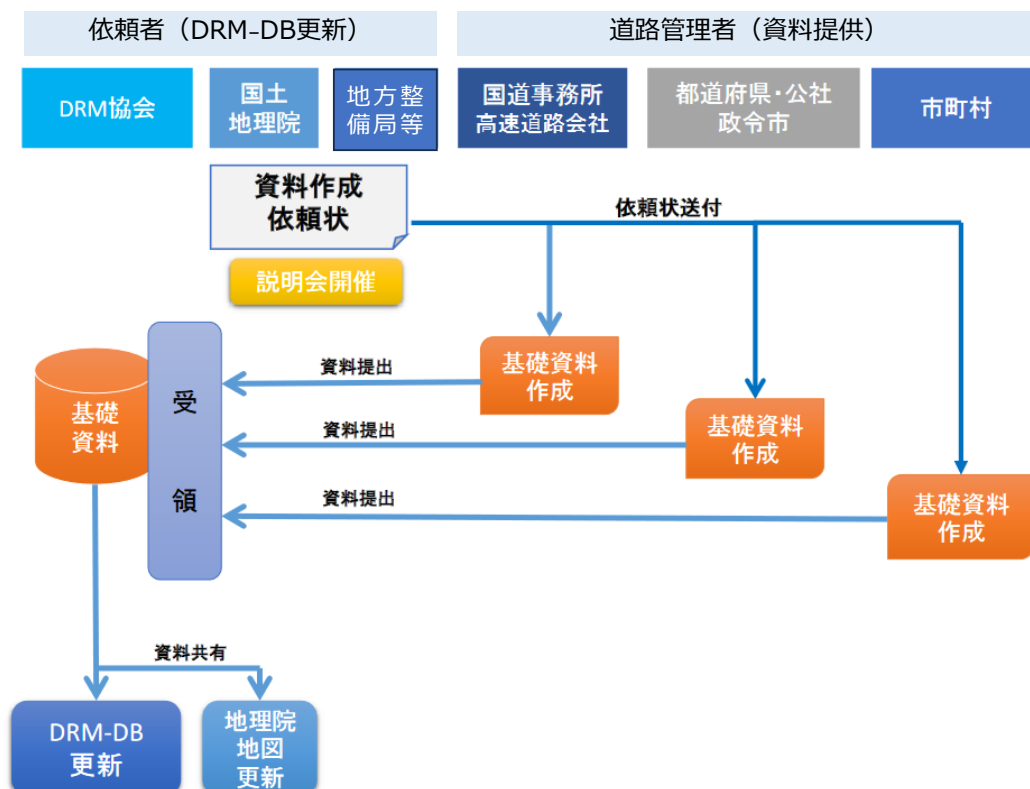 依頼者（DRM-DB更新）
道路管理者（資料提供）
DRM協会
国土
地理院
地方整
備局等
国道事務所
高速道路会社
都道府県・公社
政令市
市町村
資料作成
依頼状
依頼状送付
説明会開催
基礎資料
作成
資料提出
基礎
資料
受
領
基礎資料
作成
資料提出
基礎資料
作成
資料提出
資料共有
DRM-DB
更新
地理院
地図
更新